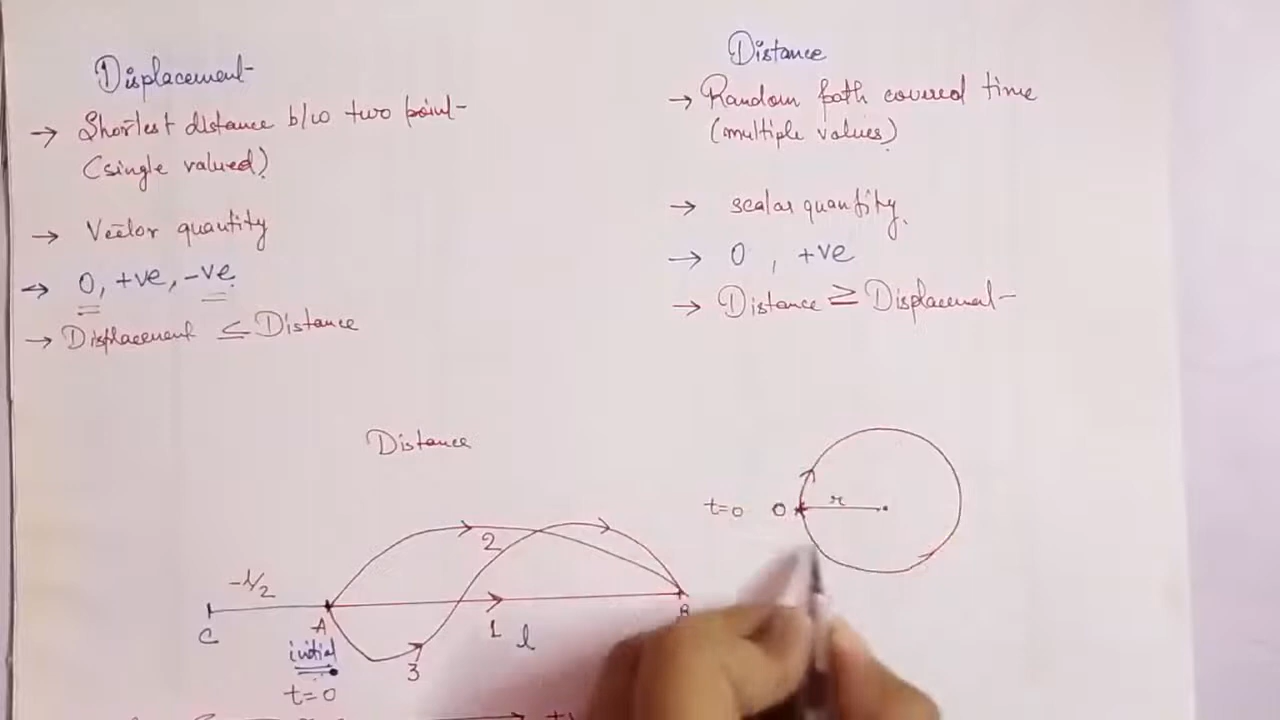 Displacement
→ Shortest distance b/w two point
(single valued)
→ Vector quantity
→ 0, +ve, -ve
→ Displacement ≤ Distance
Distance
→ Random path covered time
(multiple values)
→ scalar quantity.
→ 0, +ve
→ Distance ≥ Displacement
Distance
2
-l/2
C
A
1
l
B
3
initial
t=0
t=0 O r